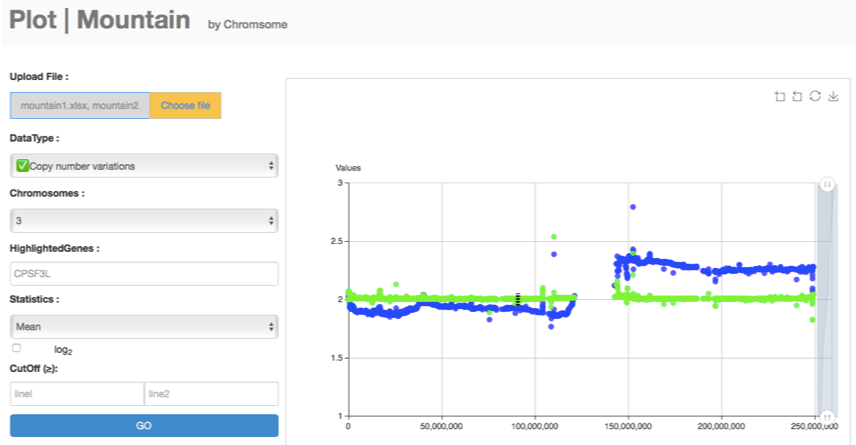 Plot | Mountain by Chromsome
Upload File :
mountain1.xlsx, mountain2. Choose file
DataType :
✅Copy number variations
Chromosomes :
3
HighlightedGenes :
CPSF3L
Statistics :
Mean
log2
CutOff (≥):
line1 line2
GO
Values
3
2.5
2
1.5
1
0 50,000,000 100,000,000 150,000,000 200,000,000 250,000,000